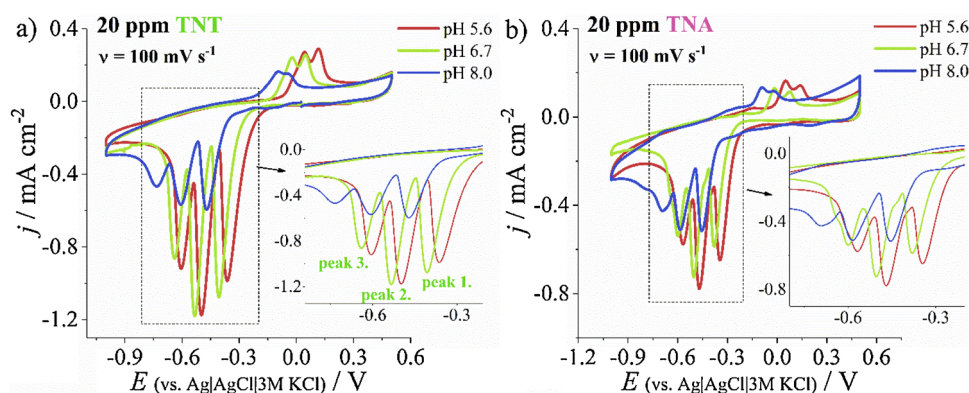 a)
20 ppm TNT
ν = 100 mV s⁻¹
pH 5.6
pH 6.7
pH 8.0
0.4
0.0
-0.4
-0.8
-1.2
j / mA cm⁻²
0.0
-0.4
-0.8
-1.2
-0.6
-0.3
peak 3.
peak 2.
peak 1.
-0.9
-0.6
-0.3
0.0
0.3
0.6
E (vs. Ag|AgCl|3M KCl) / V
b)
20 ppm TNA
ν = 100 mV s⁻¹
pH 5.6
pH 6.7
pH 8.0
0.4
0.0
-0.4
-0.8
j / mA cm⁻²
0.0
-0.4
-0.8
-0.6
-0.3
-1.2
-0.9
-0.6
-0.3
0.0
0.3
0.6
E (vs. Ag|AgCl|3M KCl) / V